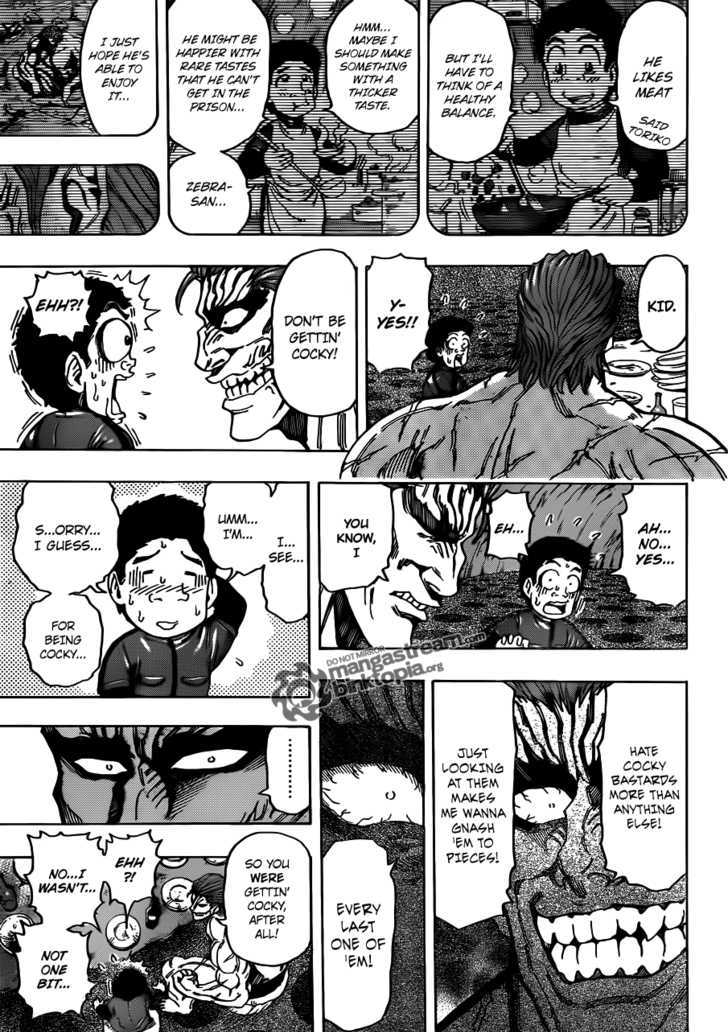 HE
LIKES
MEAT
SAID
TORIKO
BUT I'LL
HAVE TO
THINK OF A
HEALTHY
BALANCE.
HMM...
MAYBE I
SHOULD MAKE
SOMETHING
WITH A
THICKER
TASTE.
HE MIGHT BE
HAPPIER WITH
RARE TASTES
THAT HE CAN'T
GET IN THE
PRISON...
ZEBRA-
SAN...
I JUST
HOPE HE'S
ABLE TO
ENJOY
IT...
KID.
Y-
YES!!
DON'T BE
GETTIN'
COCKY!
EHH?!
AH...
NO...
YES...
EH...
YOU
KNOW,
I
I...
SEE...
UMM...
I'M...
S...ORRY...
I GUESS...
FOR
BEING
COCKY...
DO NOT MIRROR
mangastream.com
binktopia.org
HATE
COCKY
BASTARDS
MORE THAN
ANYTHING
ELSE!
JUST
LOOKING
AT THEM
MAKES
ME WANNA
GNASH
'EM TO
PIECES!
EVERY
LAST
ONE OF
'EM!
.........
SO YOU
WERE
GETTIN'
COCKY,
AFTER
ALL!
EHH
?!
NO...I
WASN'T...
NOT
ONE
BIT...